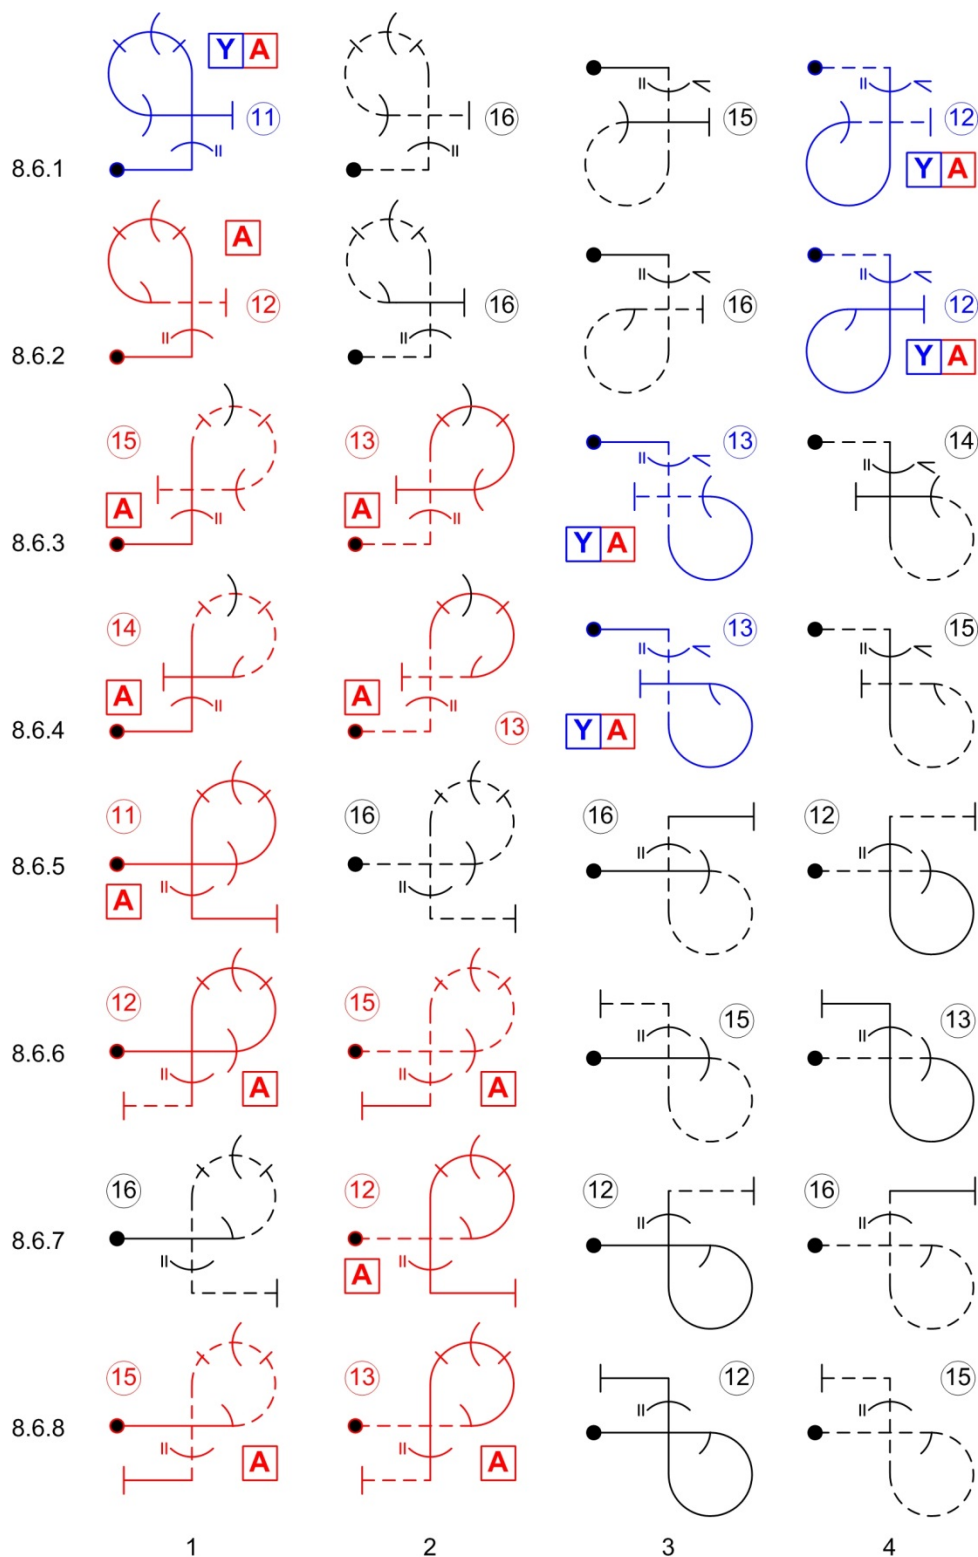 Y A
11 16 15 12
8.6.1
Y A
A
12 16 16 12
8.6.2
Y A
15 13 13 14
A A
8.6.3
Y A
14 13 15
A A
13
8.6.4
Y A
11 16 16 12
8.6.5
A
12 15 15 13
8.6.6
A A
16 12 12 16
8.6.7
A
15 13 12 15
8.6.8
A A
1 2 3 4